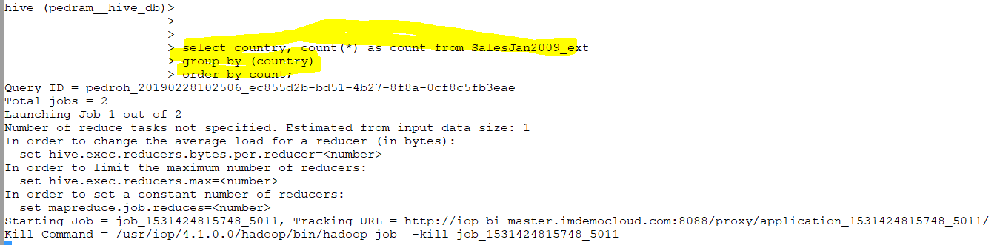 hive (pedram__hive_db)>
>
>
> select country, count(*) as count from SalesJan2009_ext
> group by (country)
> order by count;
Query ID = pedroh_20190228102506_ec855d2b-bd51-4b27-8f8a-0cf8c5fb3eae
Total jobs = 2
Launching Job 1 out of 2
Number of reduce tasks not specified. Estimated from input data size: 1
In order to change the average load for a reducer (in bytes):
set hive.exec.reducers.bytes.per.reducer=<number>
In order to limit the maximum number of reducers:
set hive.exec.reducers.max=<number>
In order to set a constant number of reducers:
set mapreduce.job.reduces=<number>
Starting Job = job_1531424815748_5011, Tracking URL = http://iop-bi-master.imdemocloud.com:8088/proxy/application_1531424815748_5011/
Kill Command = /usr/iop/4.1.0.0/hadoop/bin/hadoop job  -kill job_1531424815748_5011